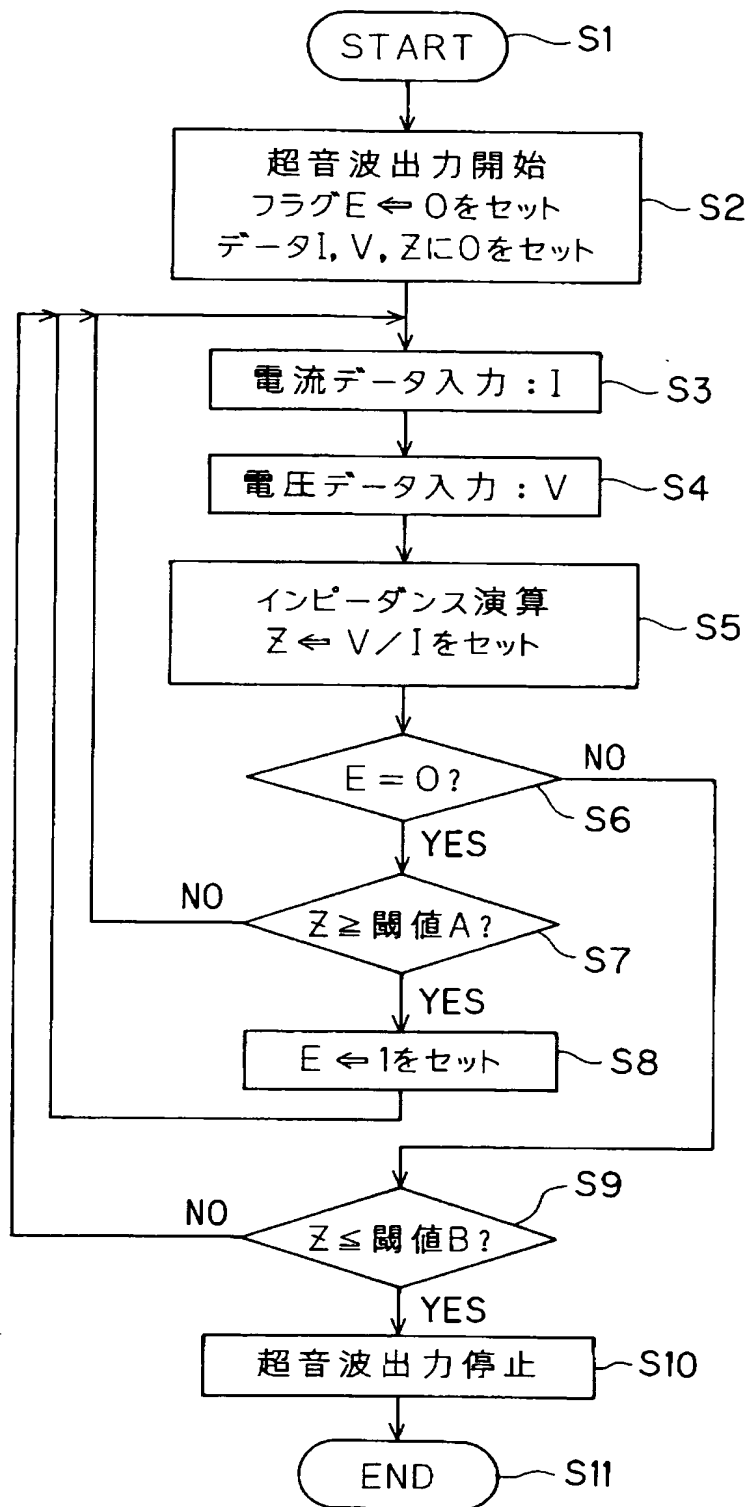 START
S1
超音波出力開始
フラグE ⇐ 0をセット
データI, V, Zに0をセット
S2
電流データ入力 : I
S3
電圧データ入力 : V
S4
インピーダンス演算
Z ⇐ V／Iをセット
S5
E = 0?
NO
S6
YES
NO
Z ≧ 閾値A?
S7
YES
E ⇐ 1をセット
S8
S9
NO
Z ≦ 閾値B?
YES
超音波出力停止
S10
END
S11